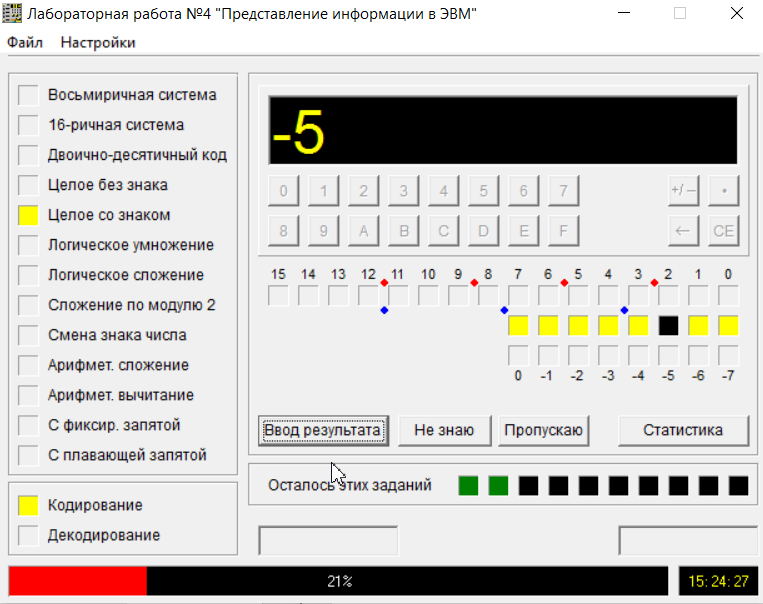 Лабораторная работа №4 "Представление информации в ЭВМ"
Файл Настройки
Восьмиричная система
16-ричная система
Двоично-десятичный код
Целое без знака
Целое со знаком
Логическое умножение
Логическое сложение
Сложение по модулю 2
Смена знака числа
Арифмет. сложение
Арифмет. вычитание
С фиксир. запятой
С плавающей запятой
Кодирование
Декодирование
-5
0 1 2 3 4 5 6 7 +/- •
8 9 A B C D E F ← CE
15 14 13 12 11 10 9 8 7 6 5 4 3 2 1 0
0 -1 -2 -3 -4 -5 -6 -7
Ввод результата Не знаю Пропускаю Статистика
Осталось этих заданий
21% 15:24:27